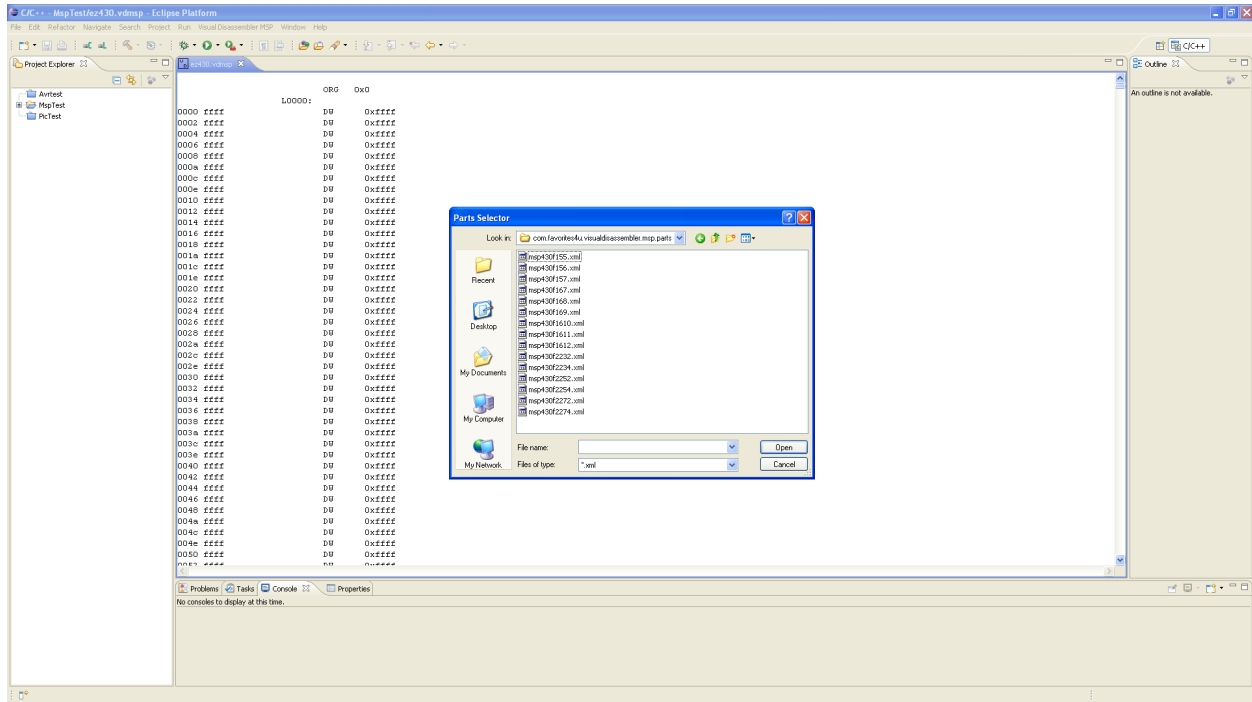 C/C++ - MspTest/ez430.vdmsp - Eclipse Platform
File Edit Refactor Navigate Search Project Run VisualDisassembler MSP Window Help
C/C++
Project Explorer
Avrtest
MspTest
PicTest
ez430.vdmsp
ORG 0x0
L0000:
0000 ffff DW 0xffff
0002 ffff DW 0xffff
0004 ffff DW 0xffff
0006 ffff DW 0xffff
0008 ffff DW 0xffff
000a ffff DW 0xffff
000c ffff DW 0xffff
000e ffff DW 0xffff
0010 ffff DW 0xffff
0012 ffff DW 0xffff
0014 ffff DW 0xffff
0016 ffff DW 0xffff
0018 ffff DW 0xffff
001a ffff DW 0xffff
001c ffff DW 0xffff
001e ffff DW 0xffff
0020 ffff DW 0xffff
0022 ffff DW 0xffff
0024 ffff DW 0xffff
0026 ffff DW 0xffff
0028 ffff DW 0xffff
002a ffff DW 0xffff
002c ffff DW 0xffff
002e ffff DW 0xffff
0030 ffff DW 0xffff
0032 ffff DW 0xffff
0034 ffff DW 0xffff
0036 ffff DW 0xffff
0038 ffff DW 0xffff
003a ffff DW 0xffff
003c ffff DW 0xffff
003e ffff DW 0xffff
0040 ffff DW 0xffff
0042 ffff DW 0xffff
0044 ffff DW 0xffff
0046 ffff DW 0xffff
0048 ffff DW 0xffff
004a ffff DW 0xffff
004c ffff DW 0xffff
004e ffff DW 0xffff
0050 ffff DW 0xffff
Parts Selector
Look in: com.favorites4u.visualdisassembler.msp.parts
Recent
Desktop
My Documents
My Computer
My Network
msp430f155.xml
msp430f156.xml
msp430f157.xml
msp430f167.xml
msp430f168.xml
msp430f169.xml
msp430f1610.xml
msp430f1611.xml
msp430f1612.xml
msp430f2232.xml
msp430f2234.xml
msp430f2252.xml
msp430f2254.xml
msp430f2272.xml
msp430f2274.xml
File name:
Open
Files of type: *.xml
Cancel
Outline
An outline is not available.
Problems Tasks Console Properties
No consoles to display at this time.